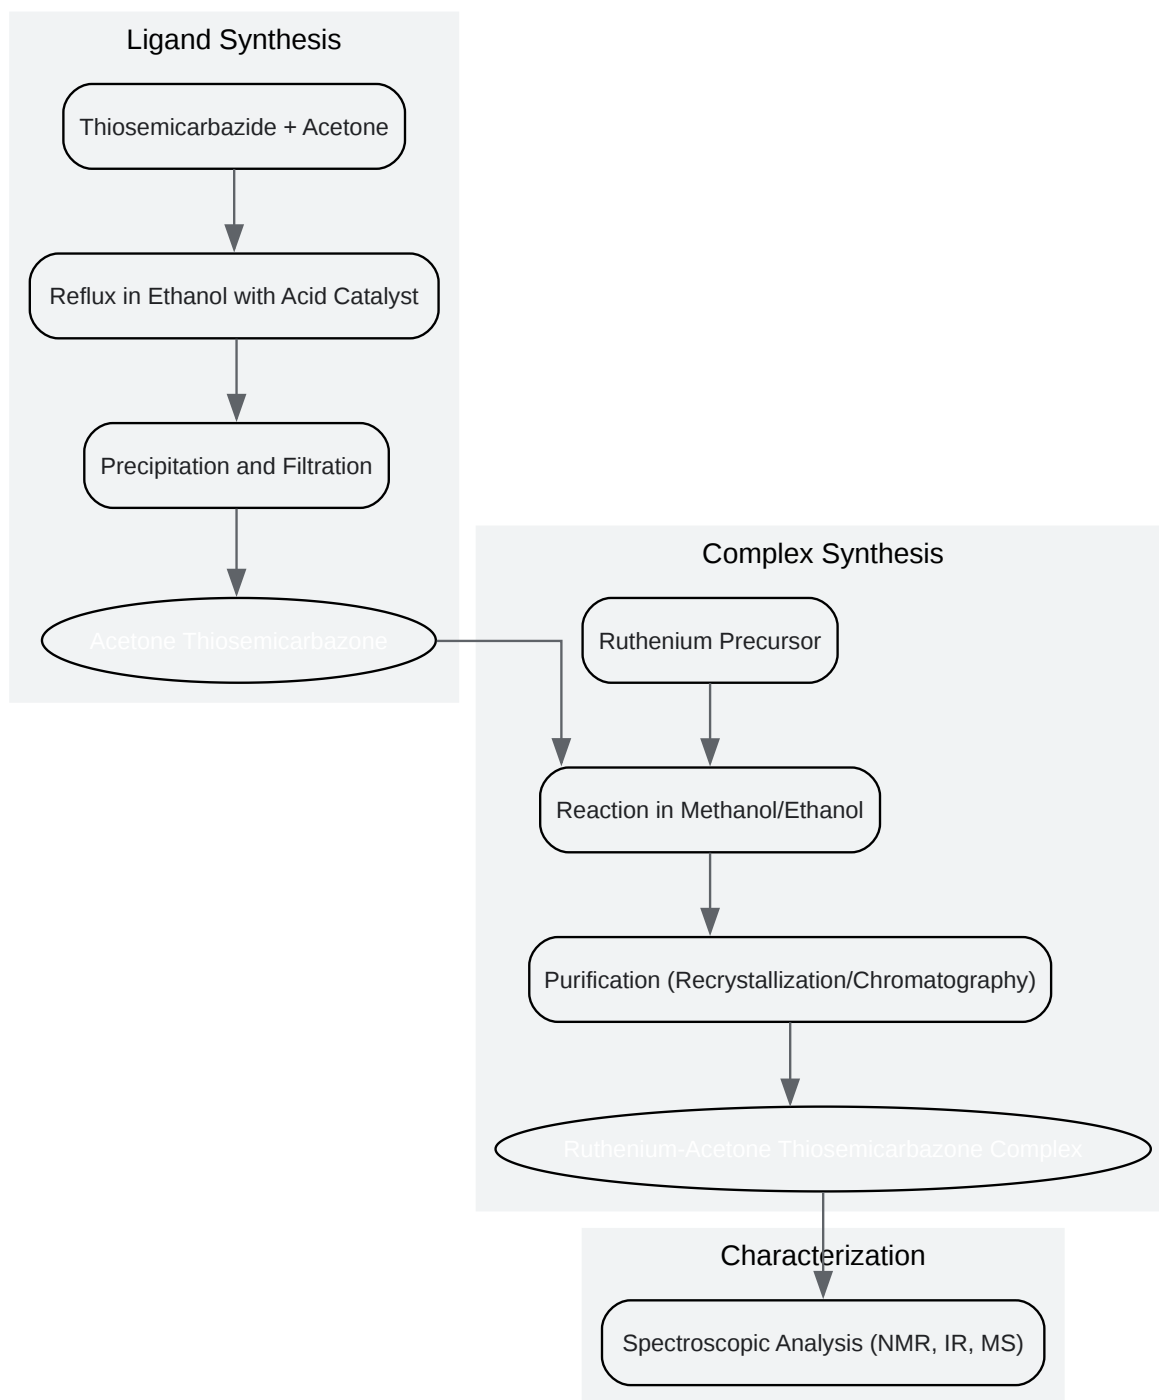 Ligand Synthesis
Thiosemicarbazide + Acetone
Reflux in Ethanol with Acid Catalyst
Precipitation and Filtration
Acetone Thiosemicarbazone
Complex Synthesis
Ruthenium Precursor
Reaction in Methanol/Ethanol
Purification (Recrystallization/Chromatography)
Ruthenium-Acetone Thiosemicarbazone Complex
Characterization
Spectroscopic Analysis (NMR, IR, MS)